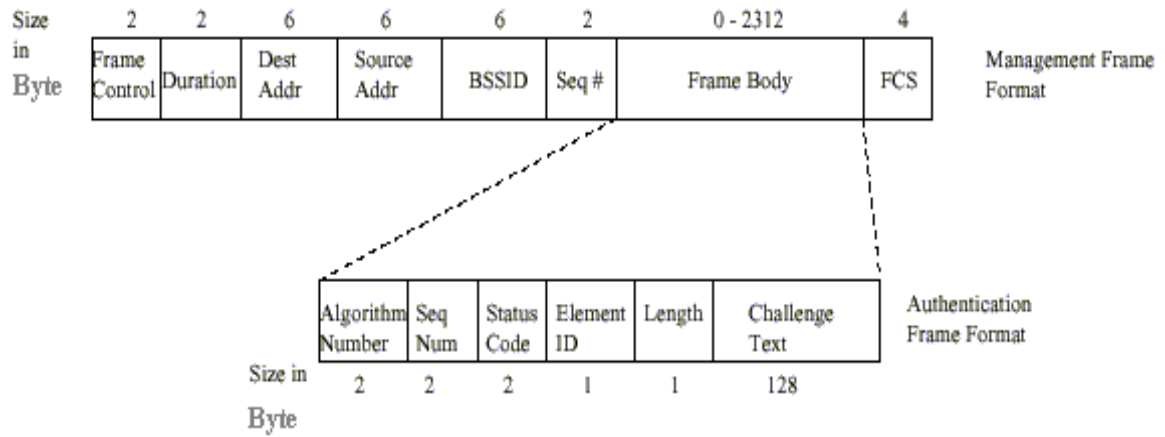 Size in Byte
2 2 6 6 6 2 0 - 2312 4
Frame Control
Duration
Dest Addr
Source Addr
BSSID
Seq #
Frame Body
FCS
Management Frame Format
Algorithm Number
Seq Num
Status Code
Element ID
Length
Challenge Text
Authentication Frame Format
Size in Byte
2 2 2 1 1 128